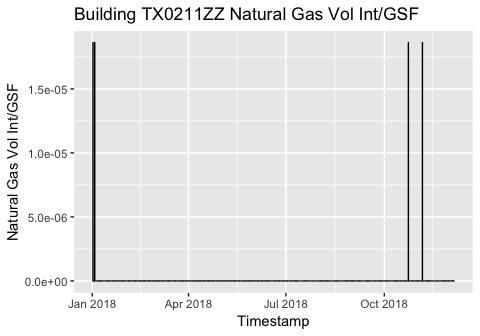 Building TX0211ZZ Natural Gas Vol Int/GSF
Natural Gas Vol Int/GSF
1.5e-05
1.0e-05
5.0e-06
0.0e+00
Jan 2018 Apr 2018 Jul 2018 Oct 2018
Timestamp